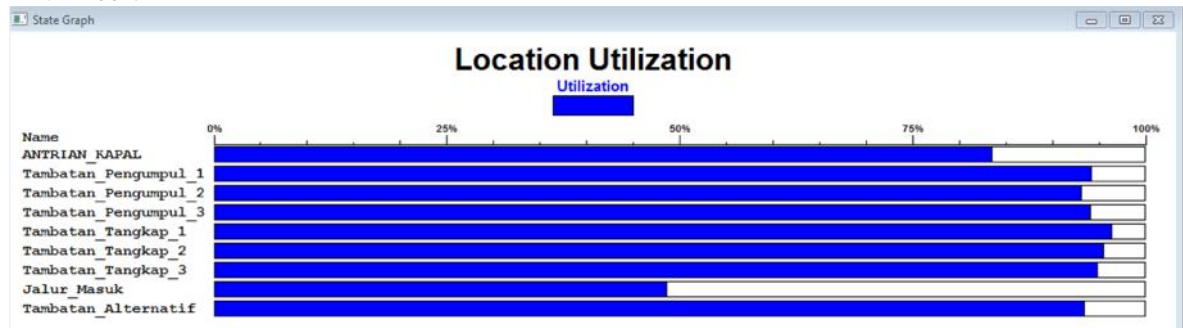 State Graph
Location Utilization
Utilization
0% 25% 50% 75% 100%
Name
ANTRIAN_KAPAL
Tambatan_Pengumpul_1
Tambatan_Pengumpul_2
Tambatan_Pengumpul_3
Tambatan_Tangkap_1
Tambatan_Tangkap_2
Tambatan_Tangkap_3
Jalur_Masuk
Tambatan_Alternatif